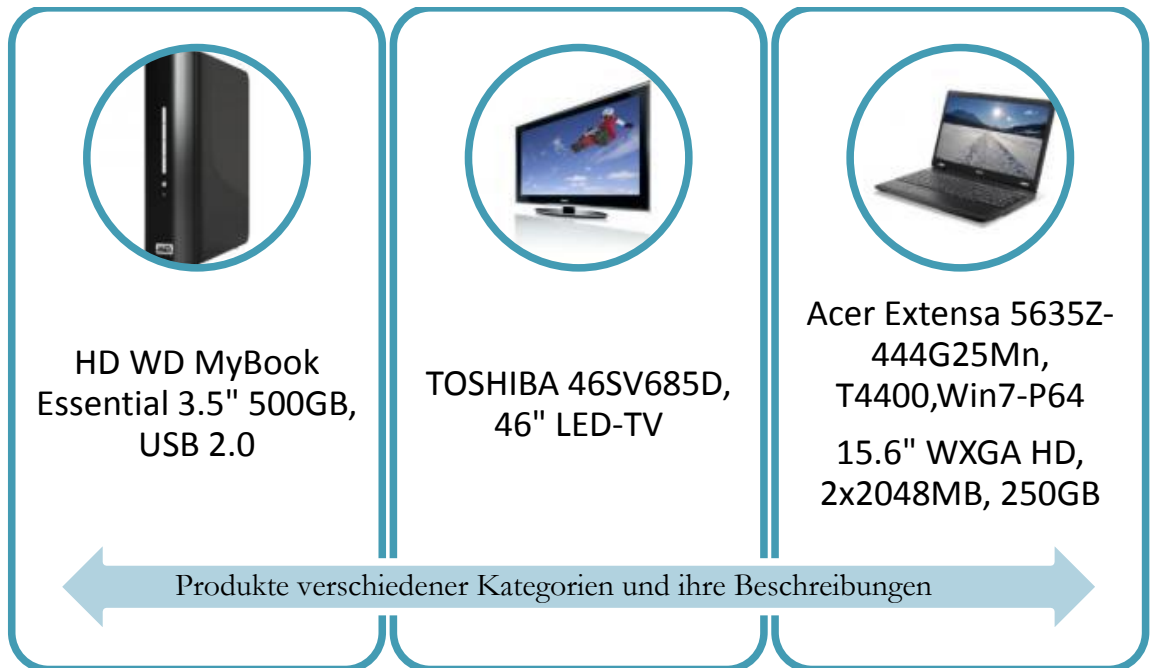 HD WD MyBook
Essential 3.5" 500GB,
USB 2.0
TOSHIBA 46SV685D,
46" LED-TV
Acer Extensa 5635Z-
444G25Mn,
T4400,Win7-P64
15.6" WXGA HD,
2x2048MB, 250GB
Produkte verschiedener Kategorien und ihre Beschreibungen